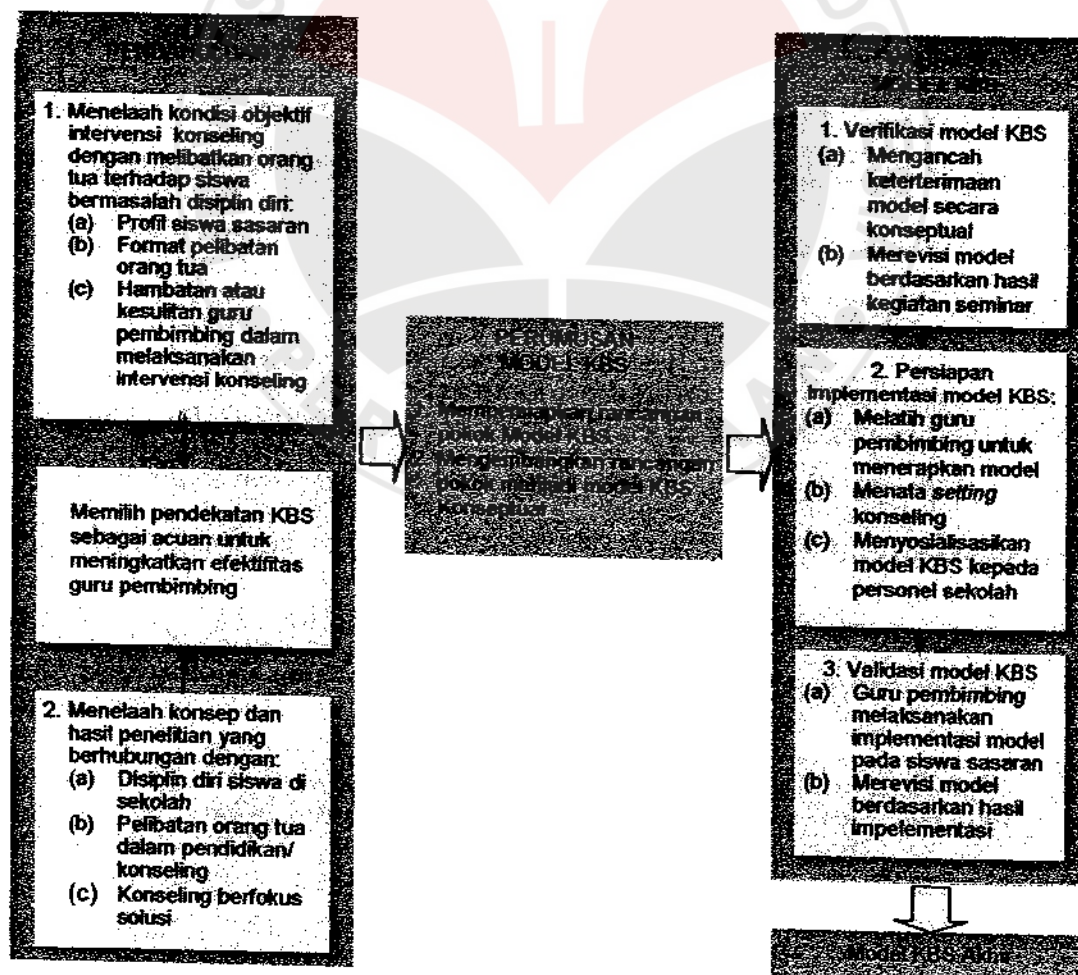 1. Menelaah kondisi objektif
intervensi konseling
dengan melibatkan orang
tua terhadap siswa
bermasalah disiplin diri:
(a) Profil siswa sasaran
(b) Format pelibatan
orang tua
(c) Hambatan atau
kesulitan guru
pembimbing dalam
melaksanakan
intervensi konseling
Memilih pendekatan KBS
sebagai acuan untuk
meningkatkan efektifitas
guru pembimbing
2. Menelaah konsep dan
hasil penelitian yang
berhubungan dengan:
(a) Disiplin diri siswa di
sekolah
(b) Pelibatan orang tua
dalam pendidikan/
konseling
(c) Konseling berfokus
solusi
PERUMUSAN
MODEL KBS
rancangan
pokok Model KBS
Mengembangkan rancangan
pokok menjadi model KBS
Konseptual
1. Verifikasi model KBS
(a) Mengancah
keterterimaan
model secara
konseptual
(b) Merevisi model
berdasarkan hasil
kegiatan seminar
2. Persiapan
implementasi model KBS:
(a) Melatih guru
pembimbing untuk
menerapkan model
(b) Menata setting
konseling
(c) Menyosialisasikan
model KBS kepada
personel sekolah
3. Validasi model KBS
(a) Guru pembimbing
melaksanakan
implementasi model
pada siswa sasaran
(b) Merevisi model
berdasarkan hasil
impelementasi
Model KBS Akhir